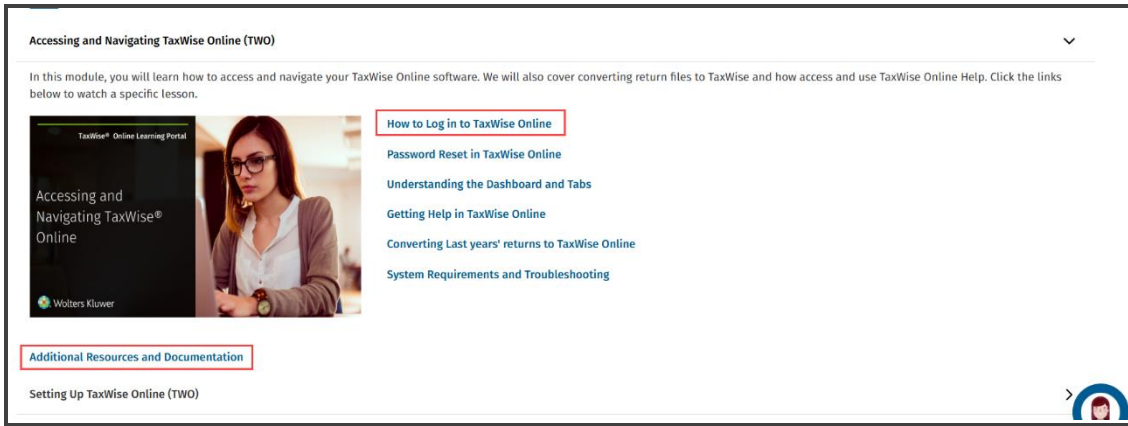 Accessing and Navigating TaxWise Online (TWO)
In this module, you will learn how to access and navigate your TaxWise Online software. We will also cover converting return files to TaxWise and how access and use TaxWise Online Help. Click the links
below to watch a specific lesson.
TaxWise® Online Learning Portal
Accessing and
Navigating TaxWise®
Online
Wolters Kluwer
How to Log in to TaxWise Online
Password Reset in TaxWise Online
Understanding the Dashboard and Tabs
Getting Help in TaxWise Online
Converting Last years' returns to TaxWise Online
System Requirements and Troubleshooting
Additional Resources and Documentation
Setting Up TaxWise Online (TWO)